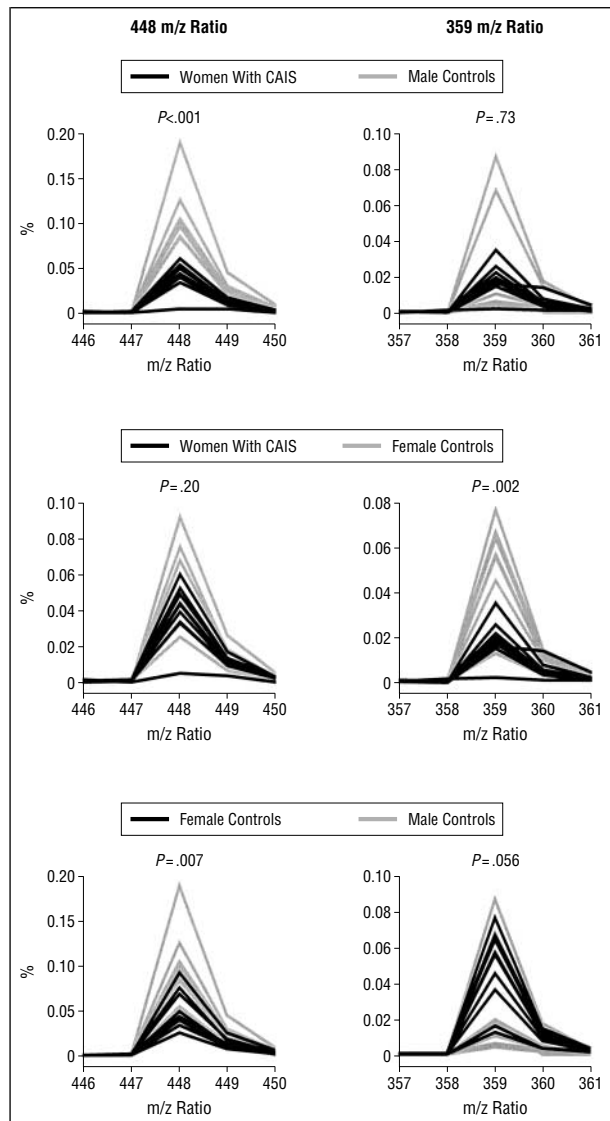 448 m/z Ratio 359 m/z Ratio
Women With CAIS Male Controls
P<.001 P=.73
0.20 0.10
0.15 0.08
0.10 0.06
0.05 0.04
0 0.02
% 0
446 447 448 449 450 357 358 359 360 361
m/z Ratio m/z Ratio
Women With CAIS Female Controls
P=.20 P=.002
0.10 0.08
0.08 0.06
0.06 0.04
0.04 0.02
0.02 0
0
%
446 447 448 449 450 357 358 359 360 361
m/z Ratio m/z Ratio
Female Controls Male Controls
P=.007 P=.056
0.20 0.10
0.15 0.08
0.10 0.06
0.05 0.04
0 0.02
% 0
446 447 448 449 450 357 358 359 360 361
m/z Ratio m/z Ratio